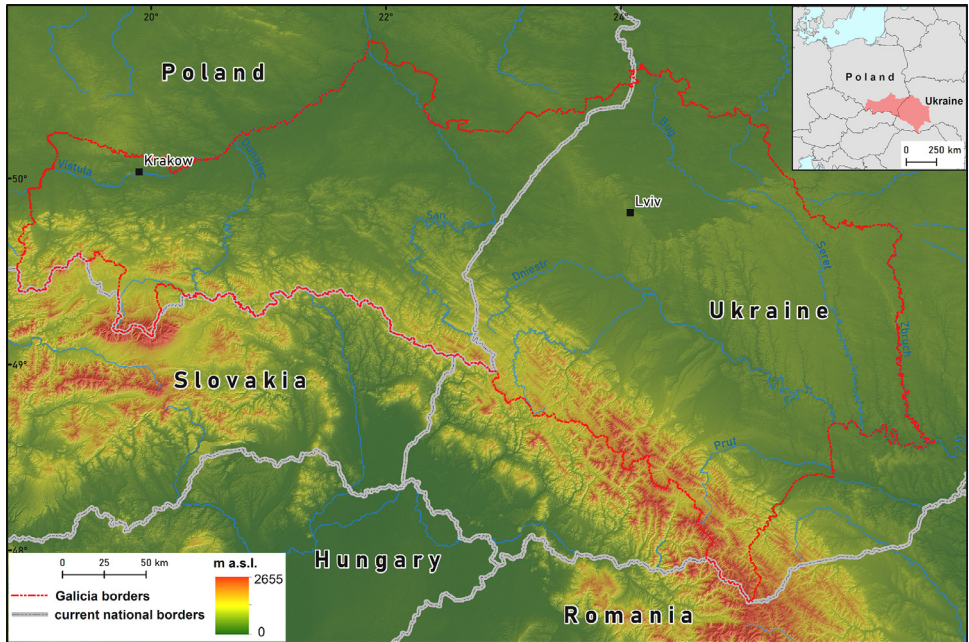 20°
22°
24°
Poland
Poland
Ukraine
0 250 km
Krakow
Vistula
Dunajec
Bug
50°
San
Lviv
Dniestr
Seret
Ukraine
Zbruch
49°
Slovakia
Prut
48°
Hungary
Romania
0 25 50 km
m a.s.l.
2655
0
Galicia borders
current national borders